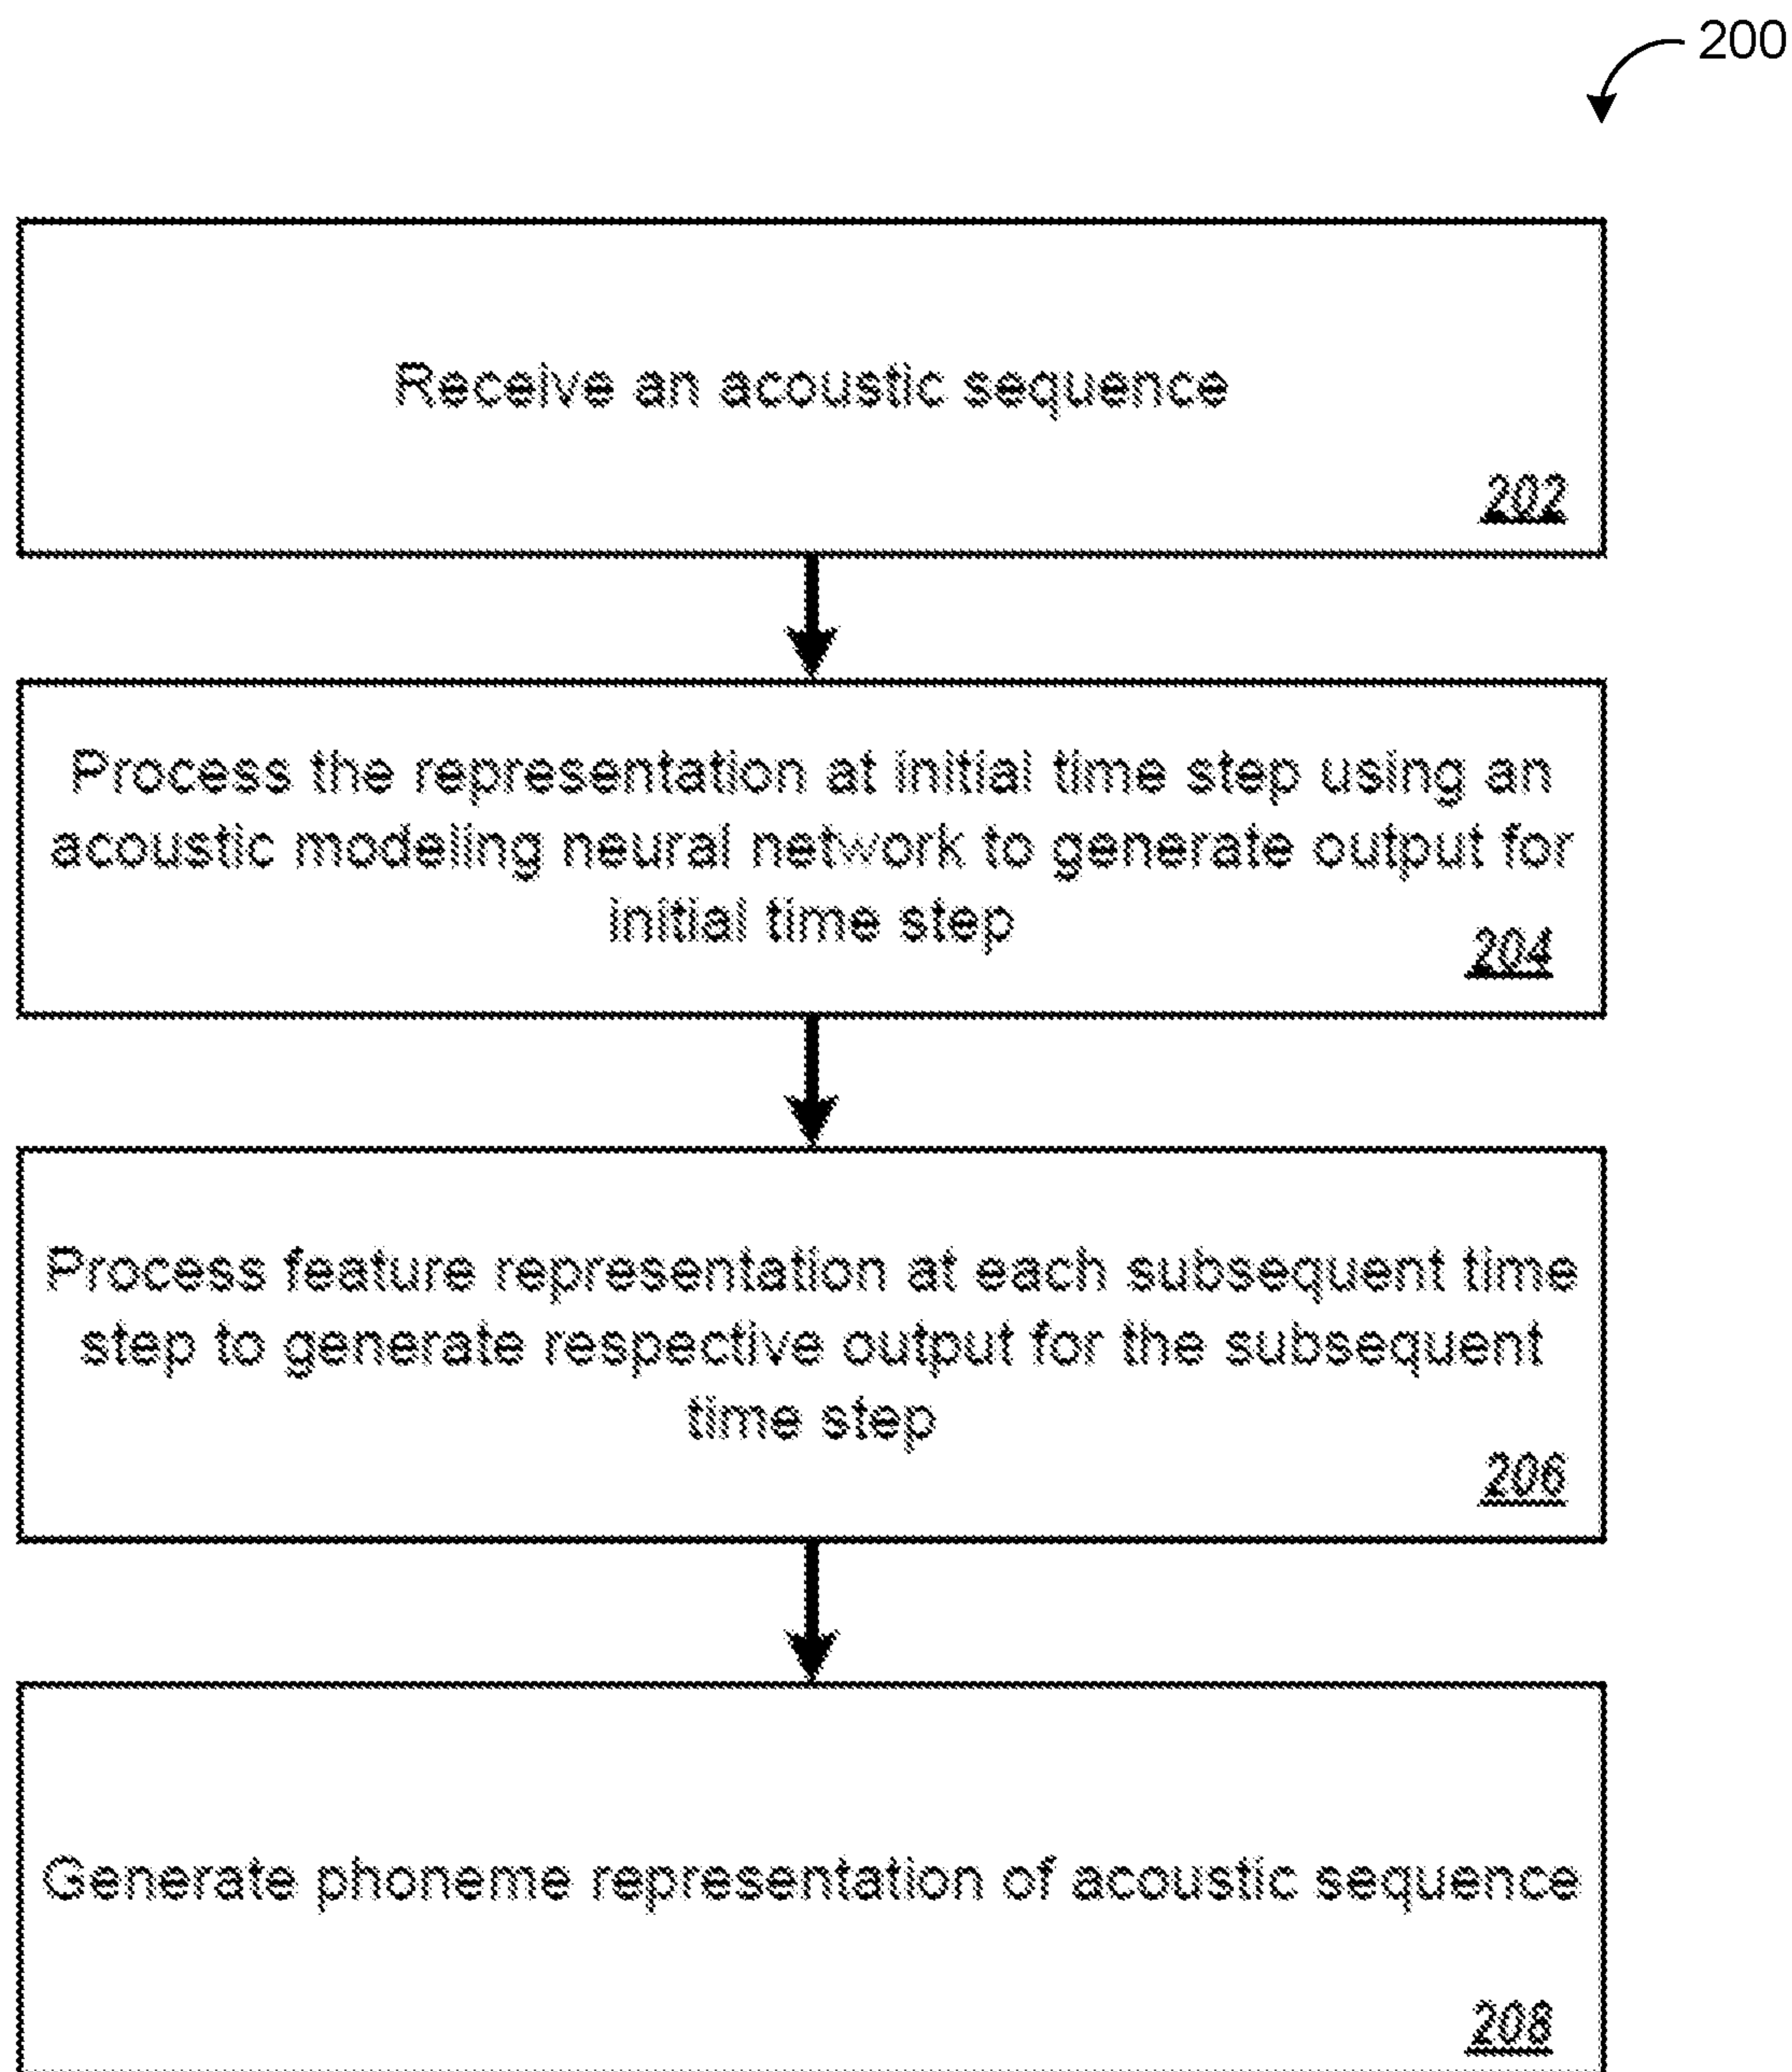 200
Receive an acoustic sequence
202
Process the representation at initial time step using an
acoustic modeling neural network to generate output for
initial time step
204
Process feature representation at each subsequent time
step to generate respective output for the subsequent
time step
206
Generate phoneme representation of acoustic sequence
208